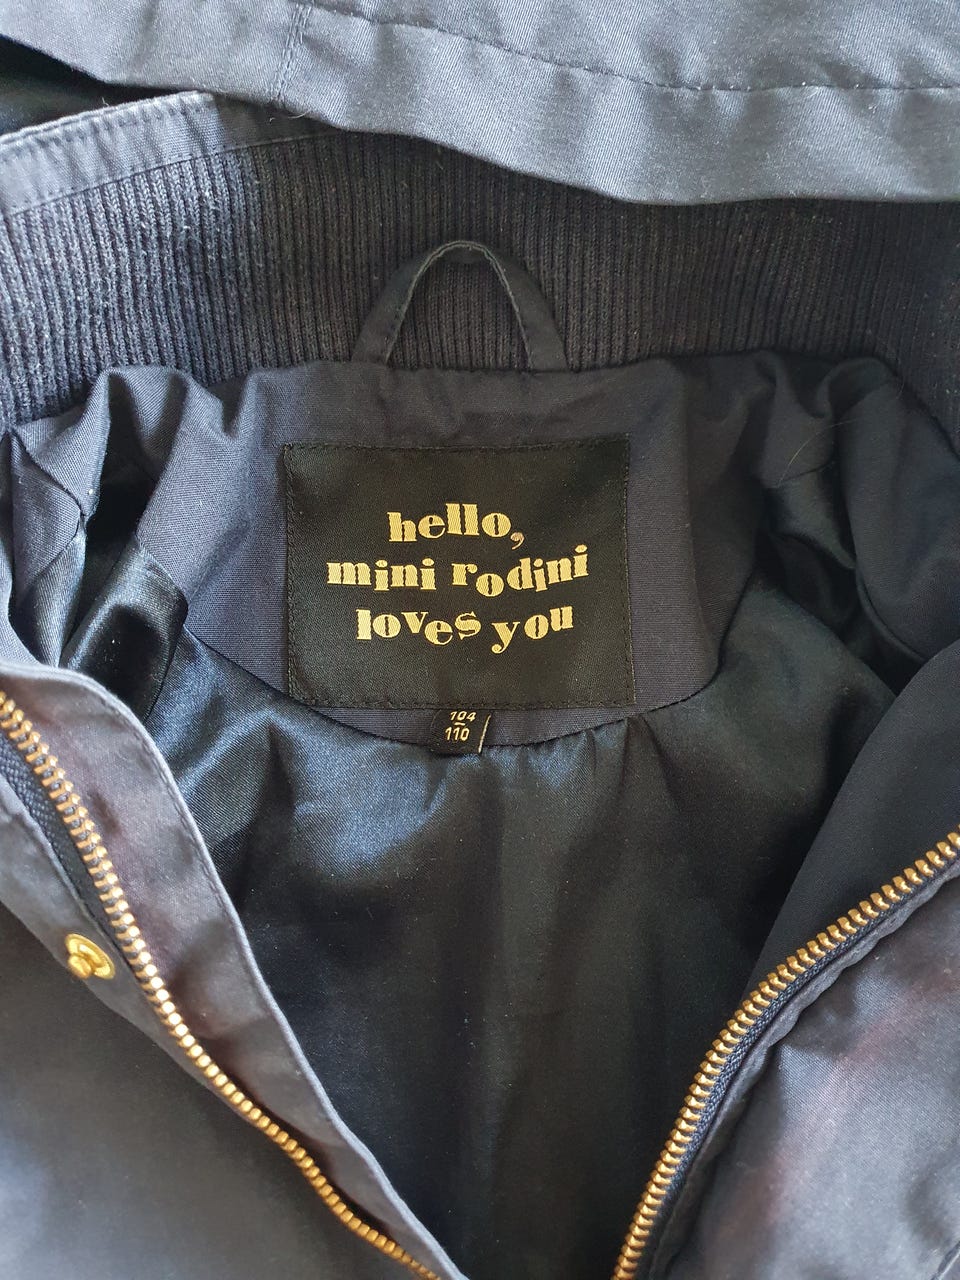 hello,
mini rodini
loves you
104
110